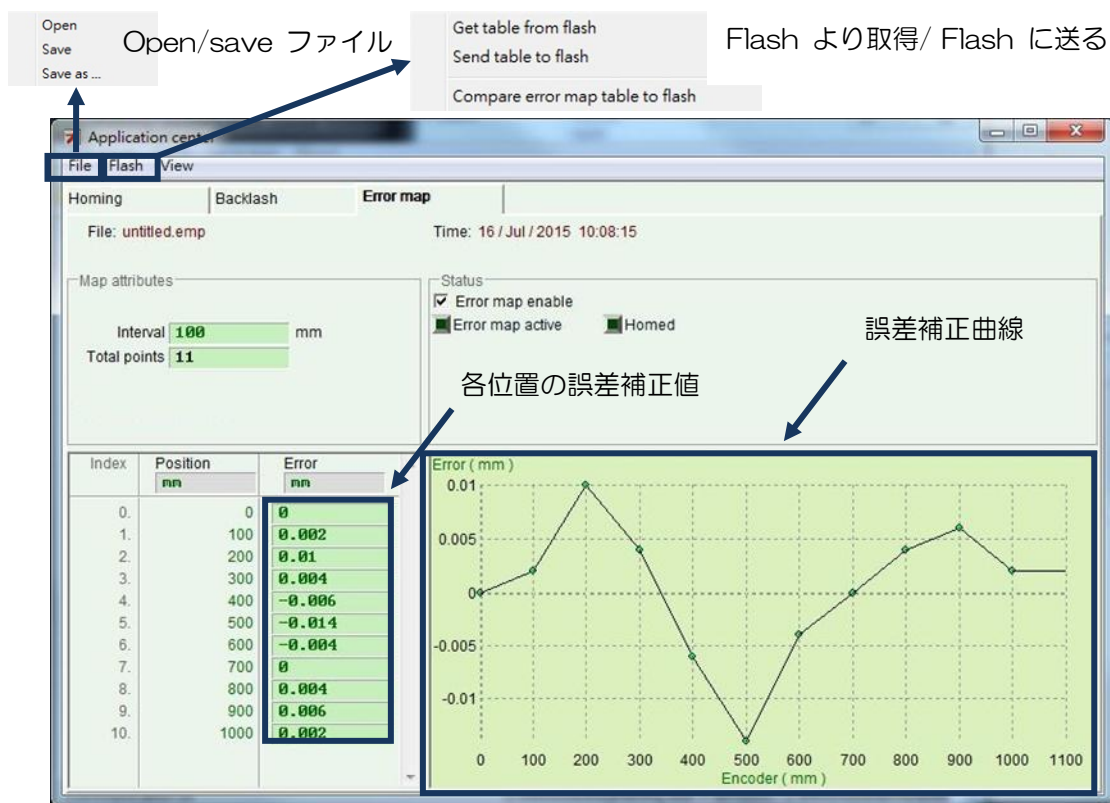 Open
Save
Save as ...
Open/save ファイル
Get table from flash
Send table to flash
Compare error map table to flash
Flash より取得/ Flash に送る
Application center
File Flash View
Homing Backlash Error map
File: untitled.emp Time: 16 / Jul / 2015 10:08:15
Map attributes
Interval 100 mm
Total points 11
Status
Error map enable
Error map active Homed
誤差補正曲線
各位置の誤差補正値
Index Position Error
mm mm
0. 0 0
1. 100 0.002
2. 200 0.01
3. 300 0.004
4. 400 -0.006
5. 500 -0.014
6. 600 -0.004
7. 700 0
8. 800 0.004
9. 900 0.006
10. 1000 0.002
Error ( mm )
0.01
0.005
0
-0.005
-0.01
0 100 200 300 400 500 600 700 800 900 1000 1100
Encoder ( mm )